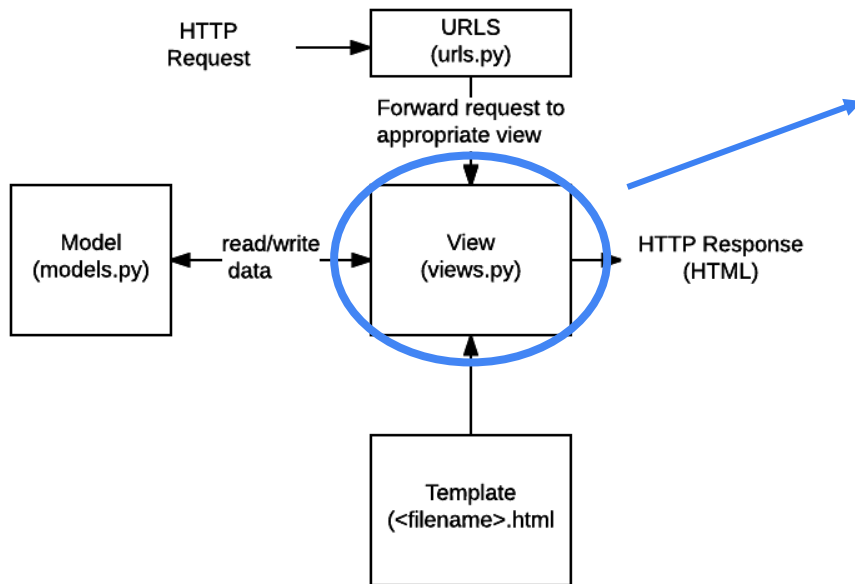 HTTP
Request
URLS
(urls.py)
Forward request to
appropriate view
Model
(models.py)
read/write
data
View
(views.py)
HTTP Response
(HTML)
Template
(<filename>.html